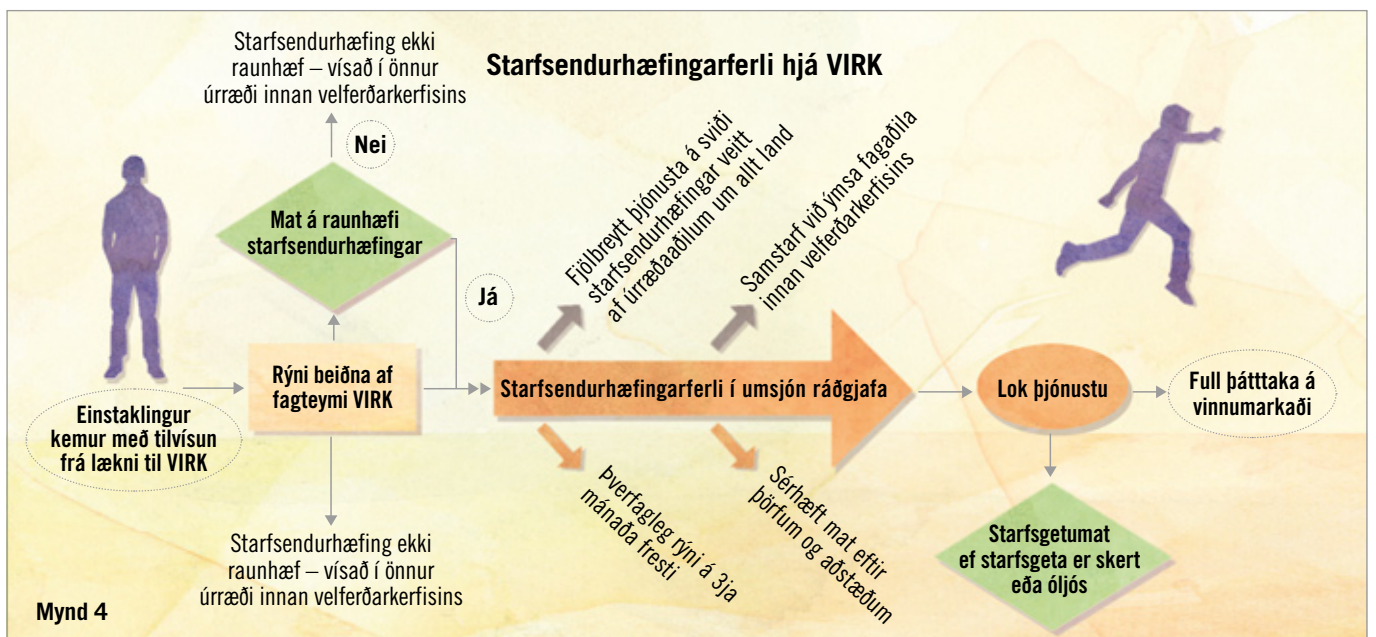 Starfsendurhæfingarferli hjá VIRK
Starfsendurhæfing ekki
raunhæf – vísað í önnur
úrræði innan velferðarkerfisins
Nei
Mat á raunhæfi
starfsendurhæfingar
Já
Einstaklingur
kemur með tilvísun
frá lækni til VIRK
Rýni beiðna af
fagteymi VIRK
Starfsendurhæfing ekki
raunhæf – vísað í önnur
úrræði innan velferðarkerfisins
Fjölbreytt þjónusta á sviði
starfsendurhæfingar veitt
af úrræðaaðilum um allt land
Samstarf við ýmsa fagaðila
innan velferðarkerfisins
Starfsendurhæfingarferli í umsjón ráðgjafa
Þverfagleg rýni á 3ja
mánaða fresti
Sérhæft mat eftir
þörfum og aðstæðum
Lok þjónustu
Full þátttaka á
vinnumarkaði
Starfsgetumat
ef starfsgeta er skert
eða óljós
Mynd 4